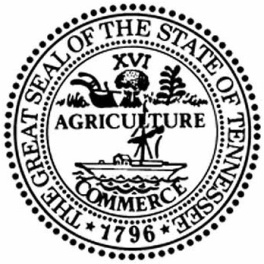 THE GREAT SEAL OF THE STATE OF TENNESSEE
XVI
AGRICULTURE
COMMERCE
★ 1796 ★